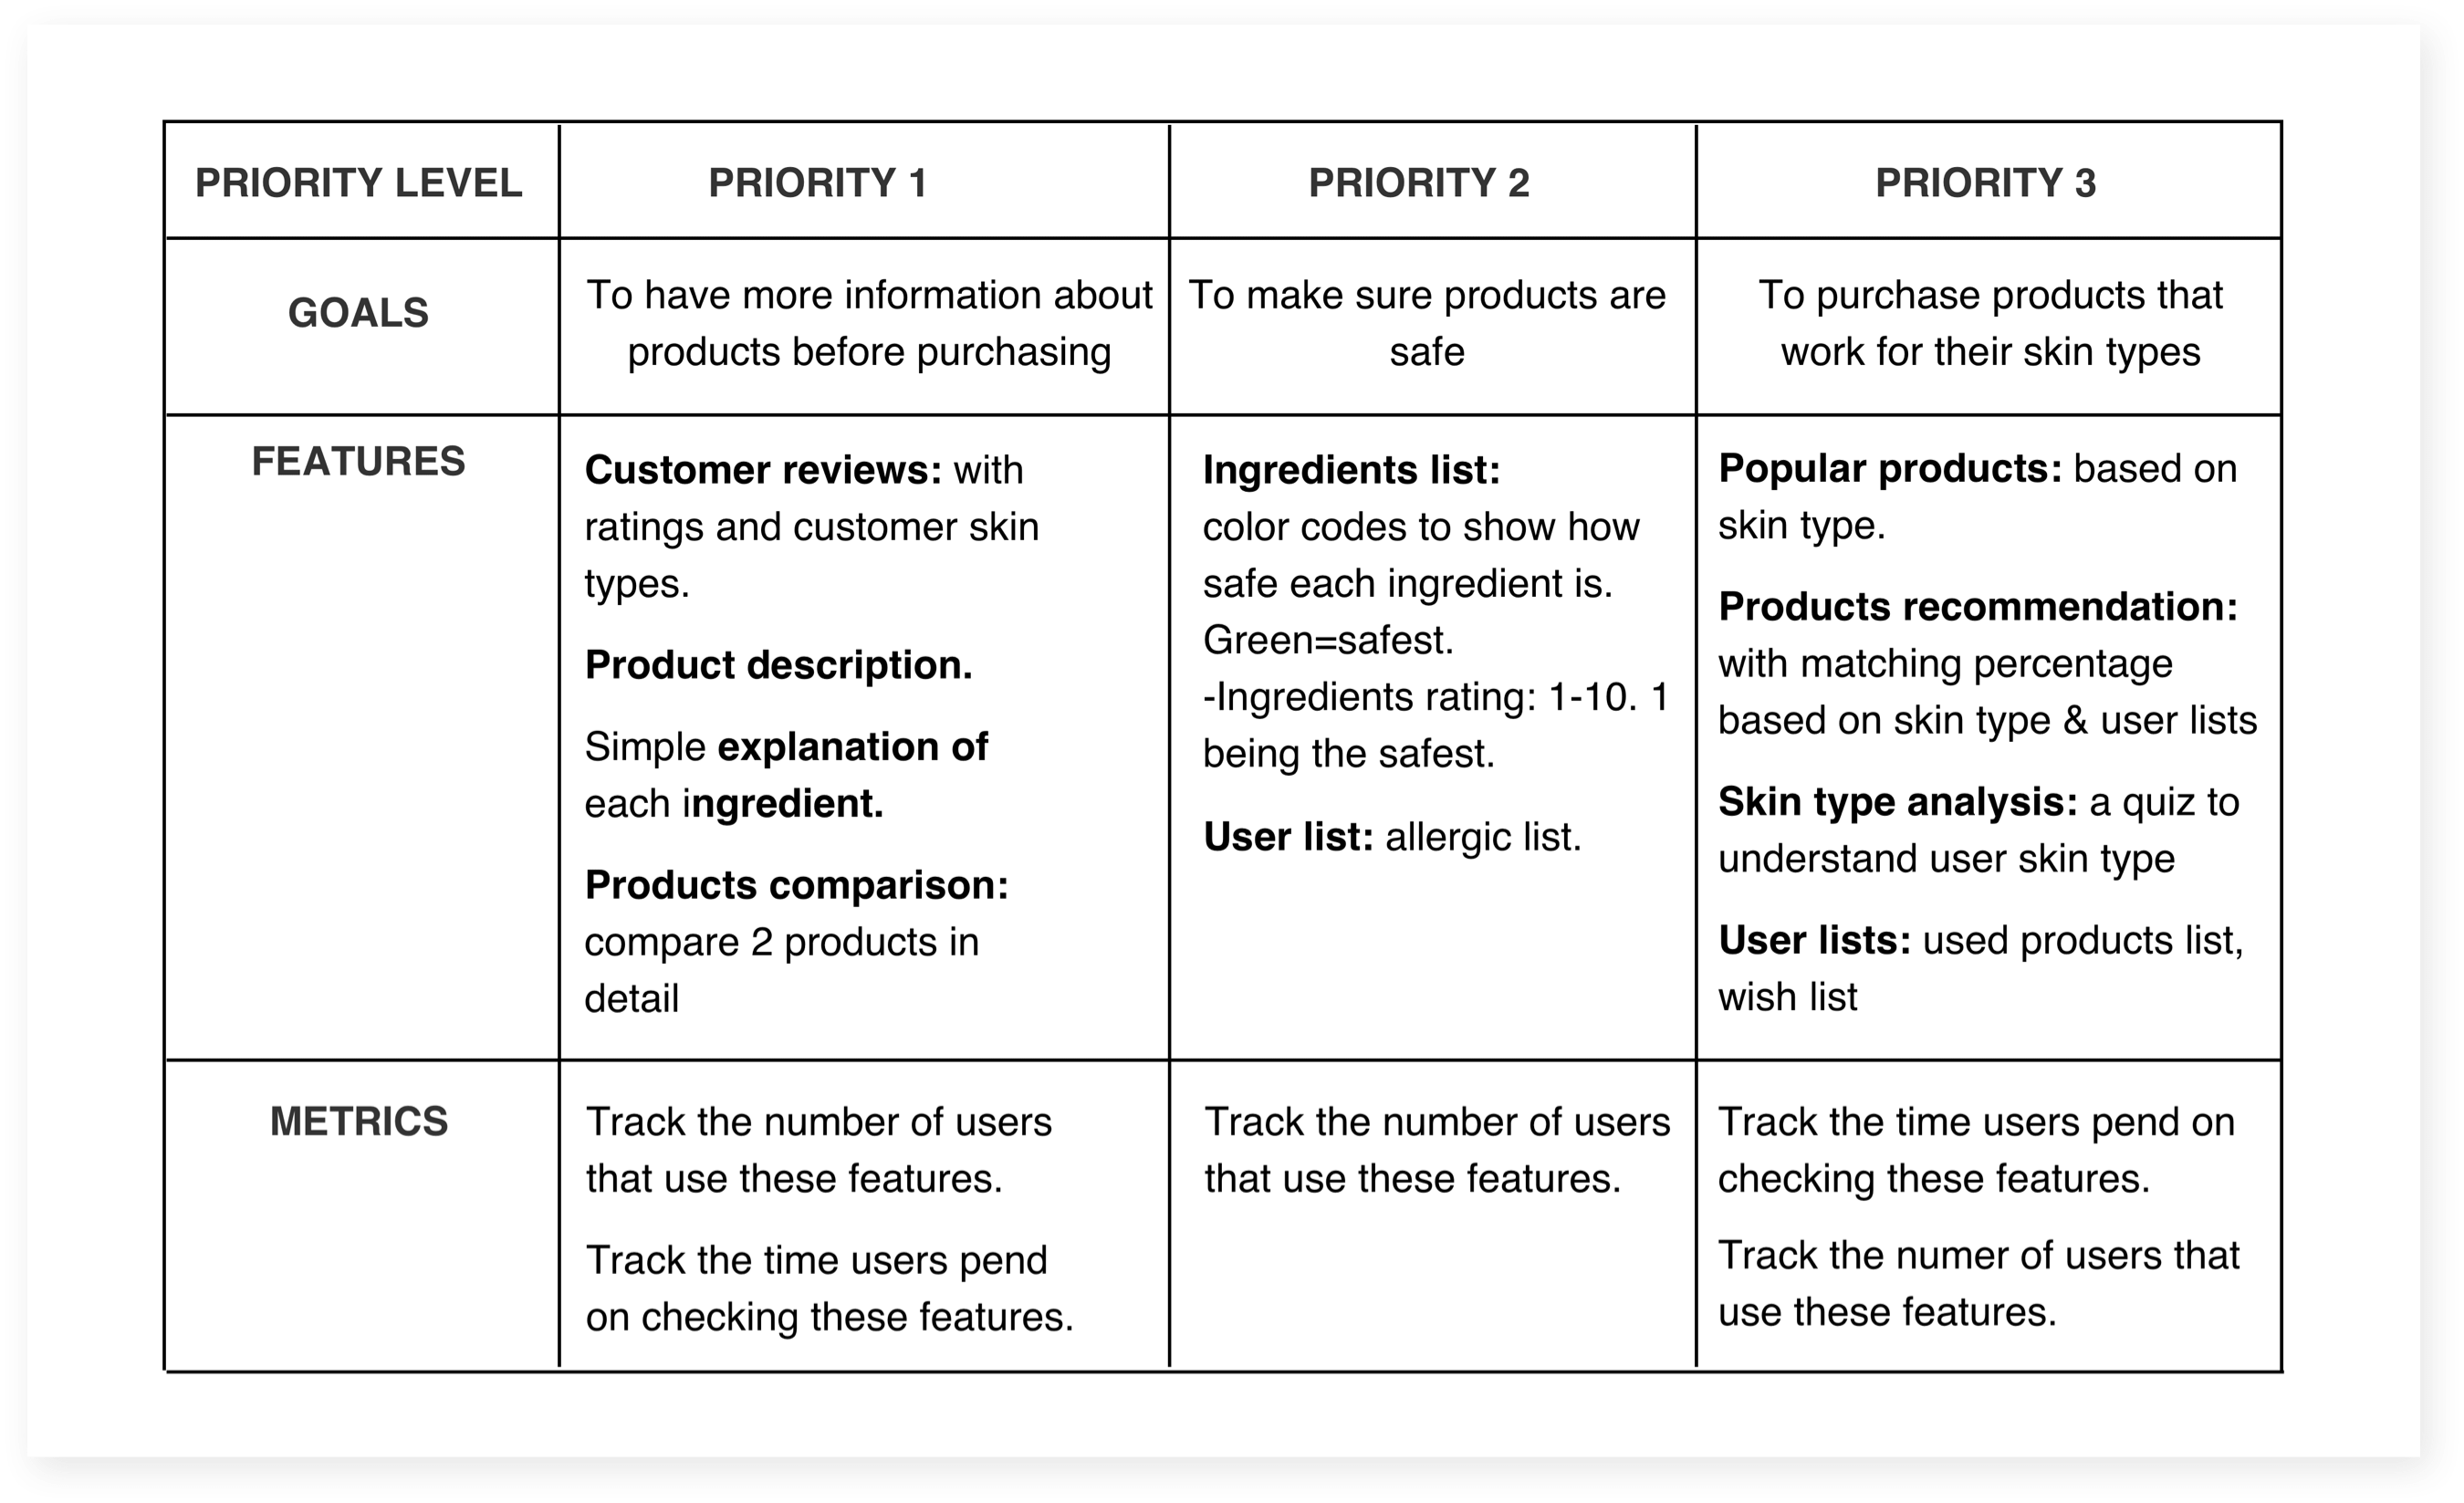 PRIORITY LEVEL
PRIORITY 1
PRIORITY 2
PRIORITY 3
GOALS
To have more information about
products before purchasing
To make sure products are
safe
To purchase products that
work for their skin types
FEATURES
Customer reviews: with
ratings and customer skin
types.
Product description.
Simple explanation of
each ingredient.
Products comparison:
compare 2 products in
detail
Ingredients list:
color codes to show how
safe each ingredient is.
Green=safest.
-Ingredients rating: 1-10. 1
being the safest.
User list: allergic list.
Popular products: based on
skin type.
Products recommendation:
with matching percentage
based on skin type & user lists
Skin type analysis: a quiz to
understand user skin type
User lists: used products list,
wish list
METRICS
Track the number of users
that use these features.
Track the time users pend
on checking these features.
Track the number of users
that use these features.
Track the time users pend on
checking these features.
Track the numer of users that
use these features.